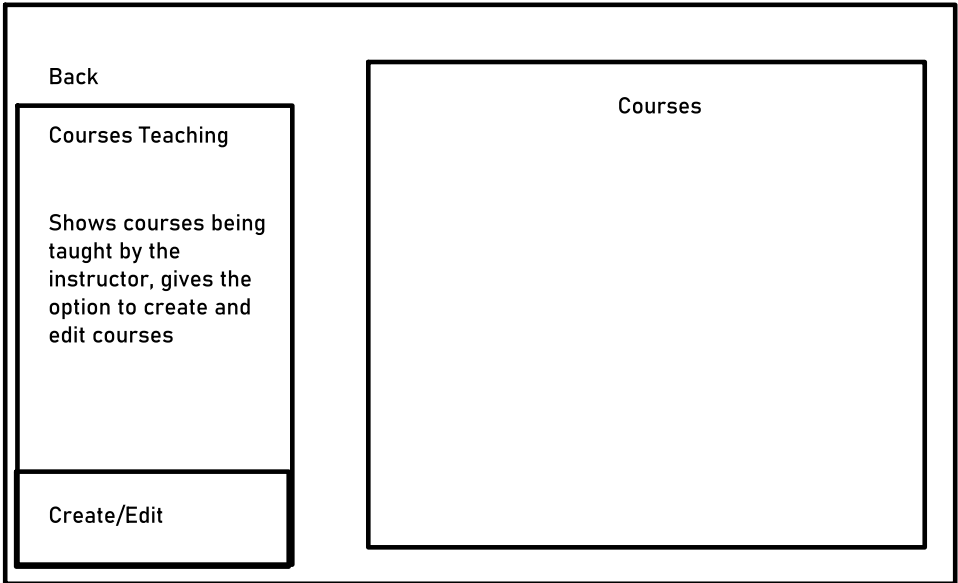 Back
Courses Teaching
Shows courses being
taught by the
instructor, gives the
option to create and
edit courses
Create/Edit
Courses